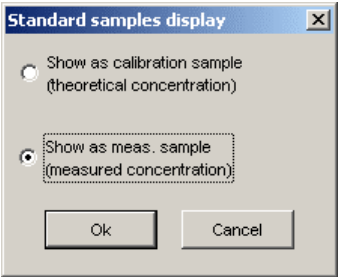 Standard samples display
Show as calibration sample
(theoretical concentration)
Show as meas. sample
(measured concentration)
Ok
Cancel